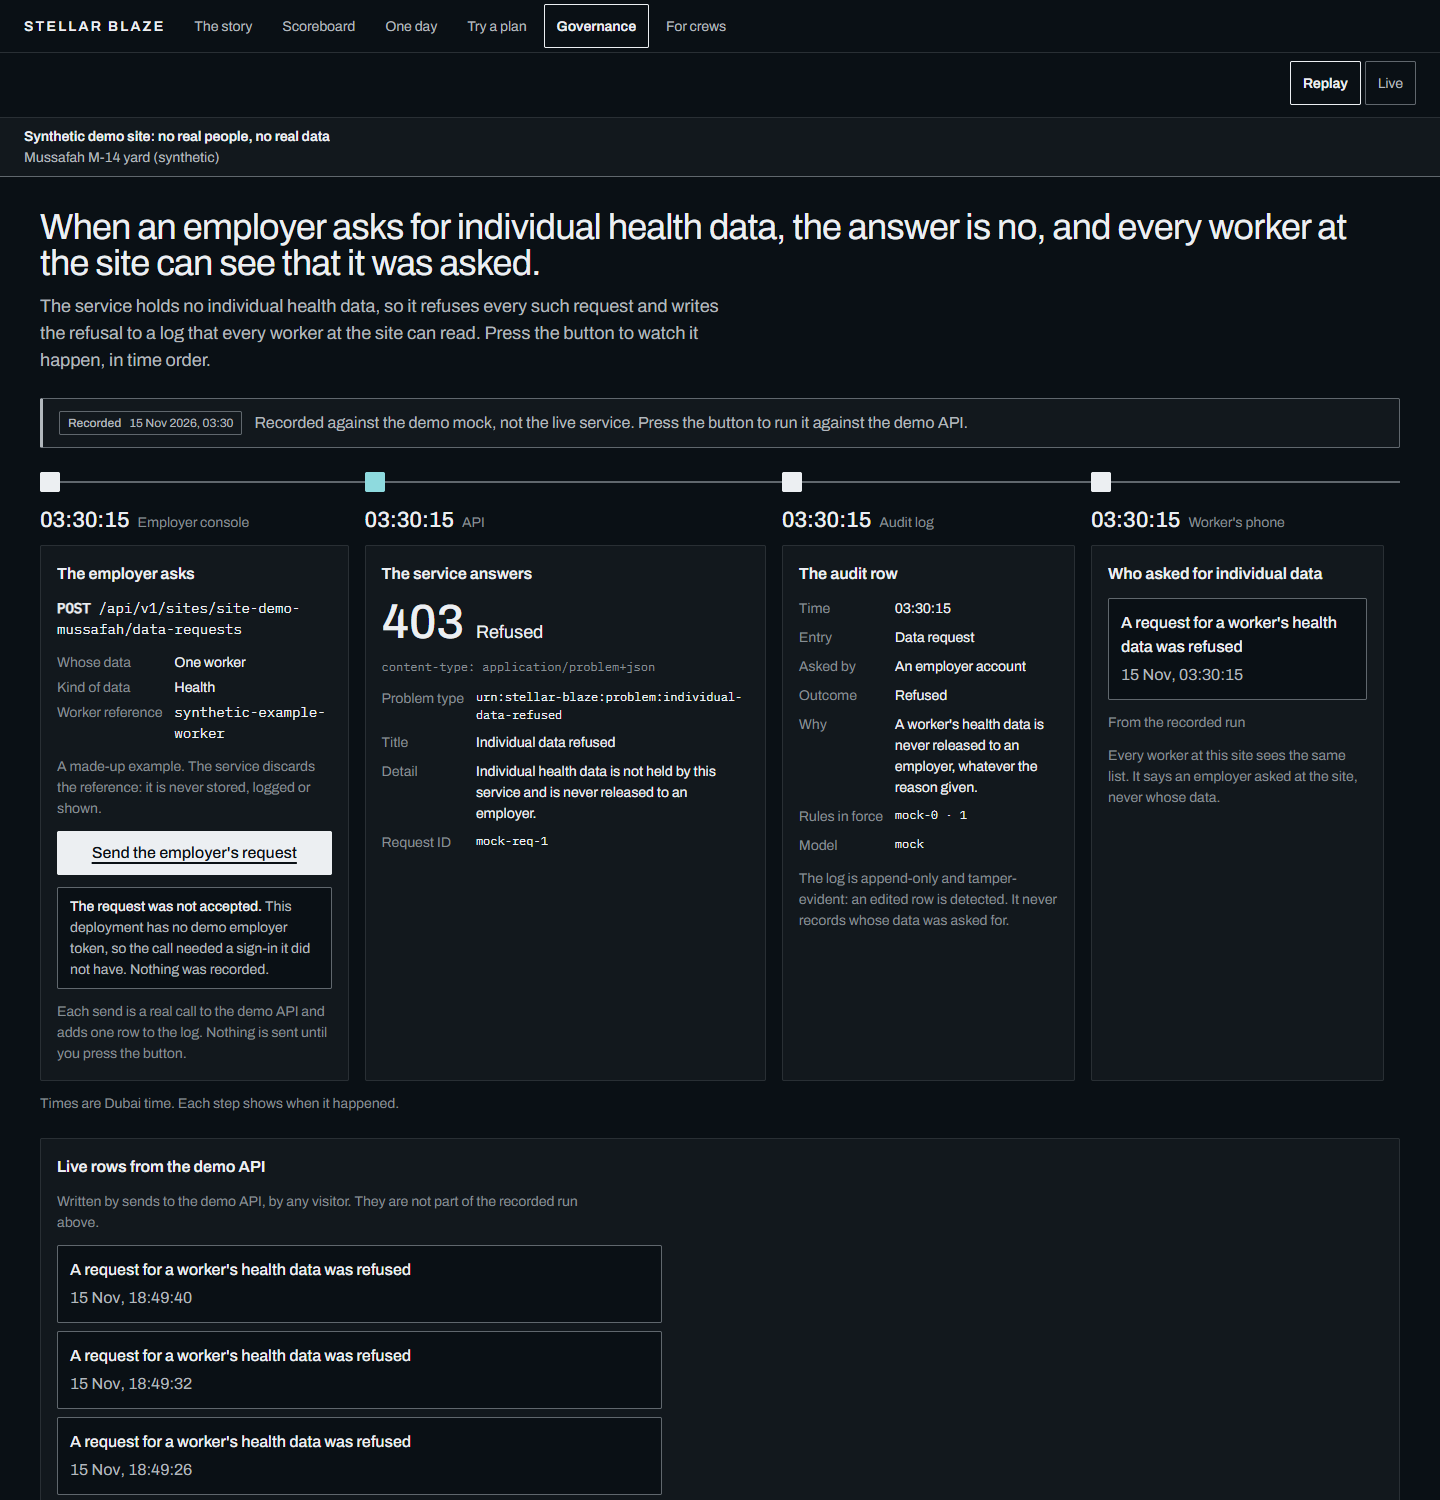 STELLAR BLAZE
The story
Scoreboard
One day
Try a plan
Governance
For crews
Replay
Live
Synthetic demo site: no real people, no real data
Mussafah M-14 yard (synthetic)
When an employer asks for individual health data, the answer is no, and every worker at
the site can see that it was asked.
The service holds no individual health data, so it refuses every such request and writes
the refusal to a log that every worker at the site can read. Press the button to watch it
happen, in time order.
Recorded 15 Nov 2026, 03:30
Recorded against the demo mock, not the live service. Press the button to run it against the demo API.
03:30:15 Employer console
The employer asks
POST /api/v1/sites/site-demo-
mussafah/data-requests
Whose data One worker
Kind of data Health
Worker reference synthetic-example-
worker
A made-up example. The service discards
the reference: it is never stored, logged or
shown.
Send the employer's request
The request was not accepted. This
deployment has no demo employer
token, so the call needed a sign-in it did
not have. Nothing was recorded.
Each send is a real call to the demo API and
adds one row to the log. Nothing is sent until
you press the button.
03:30:15 API
The service answers
403 Refused
content-type: application/problem+json
Problem type urn:stellar-blaze:problem:individual-
data-refused
Title Individual data refused
Detail Individual health data is not held by this
service and is never released to an
employer.
Request ID mock-req-1
03:30:15 Audit log
The audit row
Time 03:30:15
Entry Data request
Asked by An employer account
Outcome Refused
Why A worker's health data is
never released to an
employer, whatever the
reason given.
Rules in force mock-0 · 1
Model mock
The log is append-only and tamper-
evident: an edited row is detected. It never
records whose data was asked for.
03:30:15 Worker's phone
Who asked for individual data
A request for a worker's health
data was refused
15 Nov, 03:30:15
From the recorded run
Every worker at this site sees the same
list. It says an employer asked at the site,
never whose data.
Times are Dubai time. Each step shows when it happened.
Live rows from the demo API
Written by sends to the demo API, by any visitor. They are not part of the recorded run
above.
A request for a worker's health data was refused
15 Nov, 18:49:40
A request for a worker's health data was refused
15 Nov, 18:49:32
A request for a worker's health data was refused
15 Nov, 18:49:26